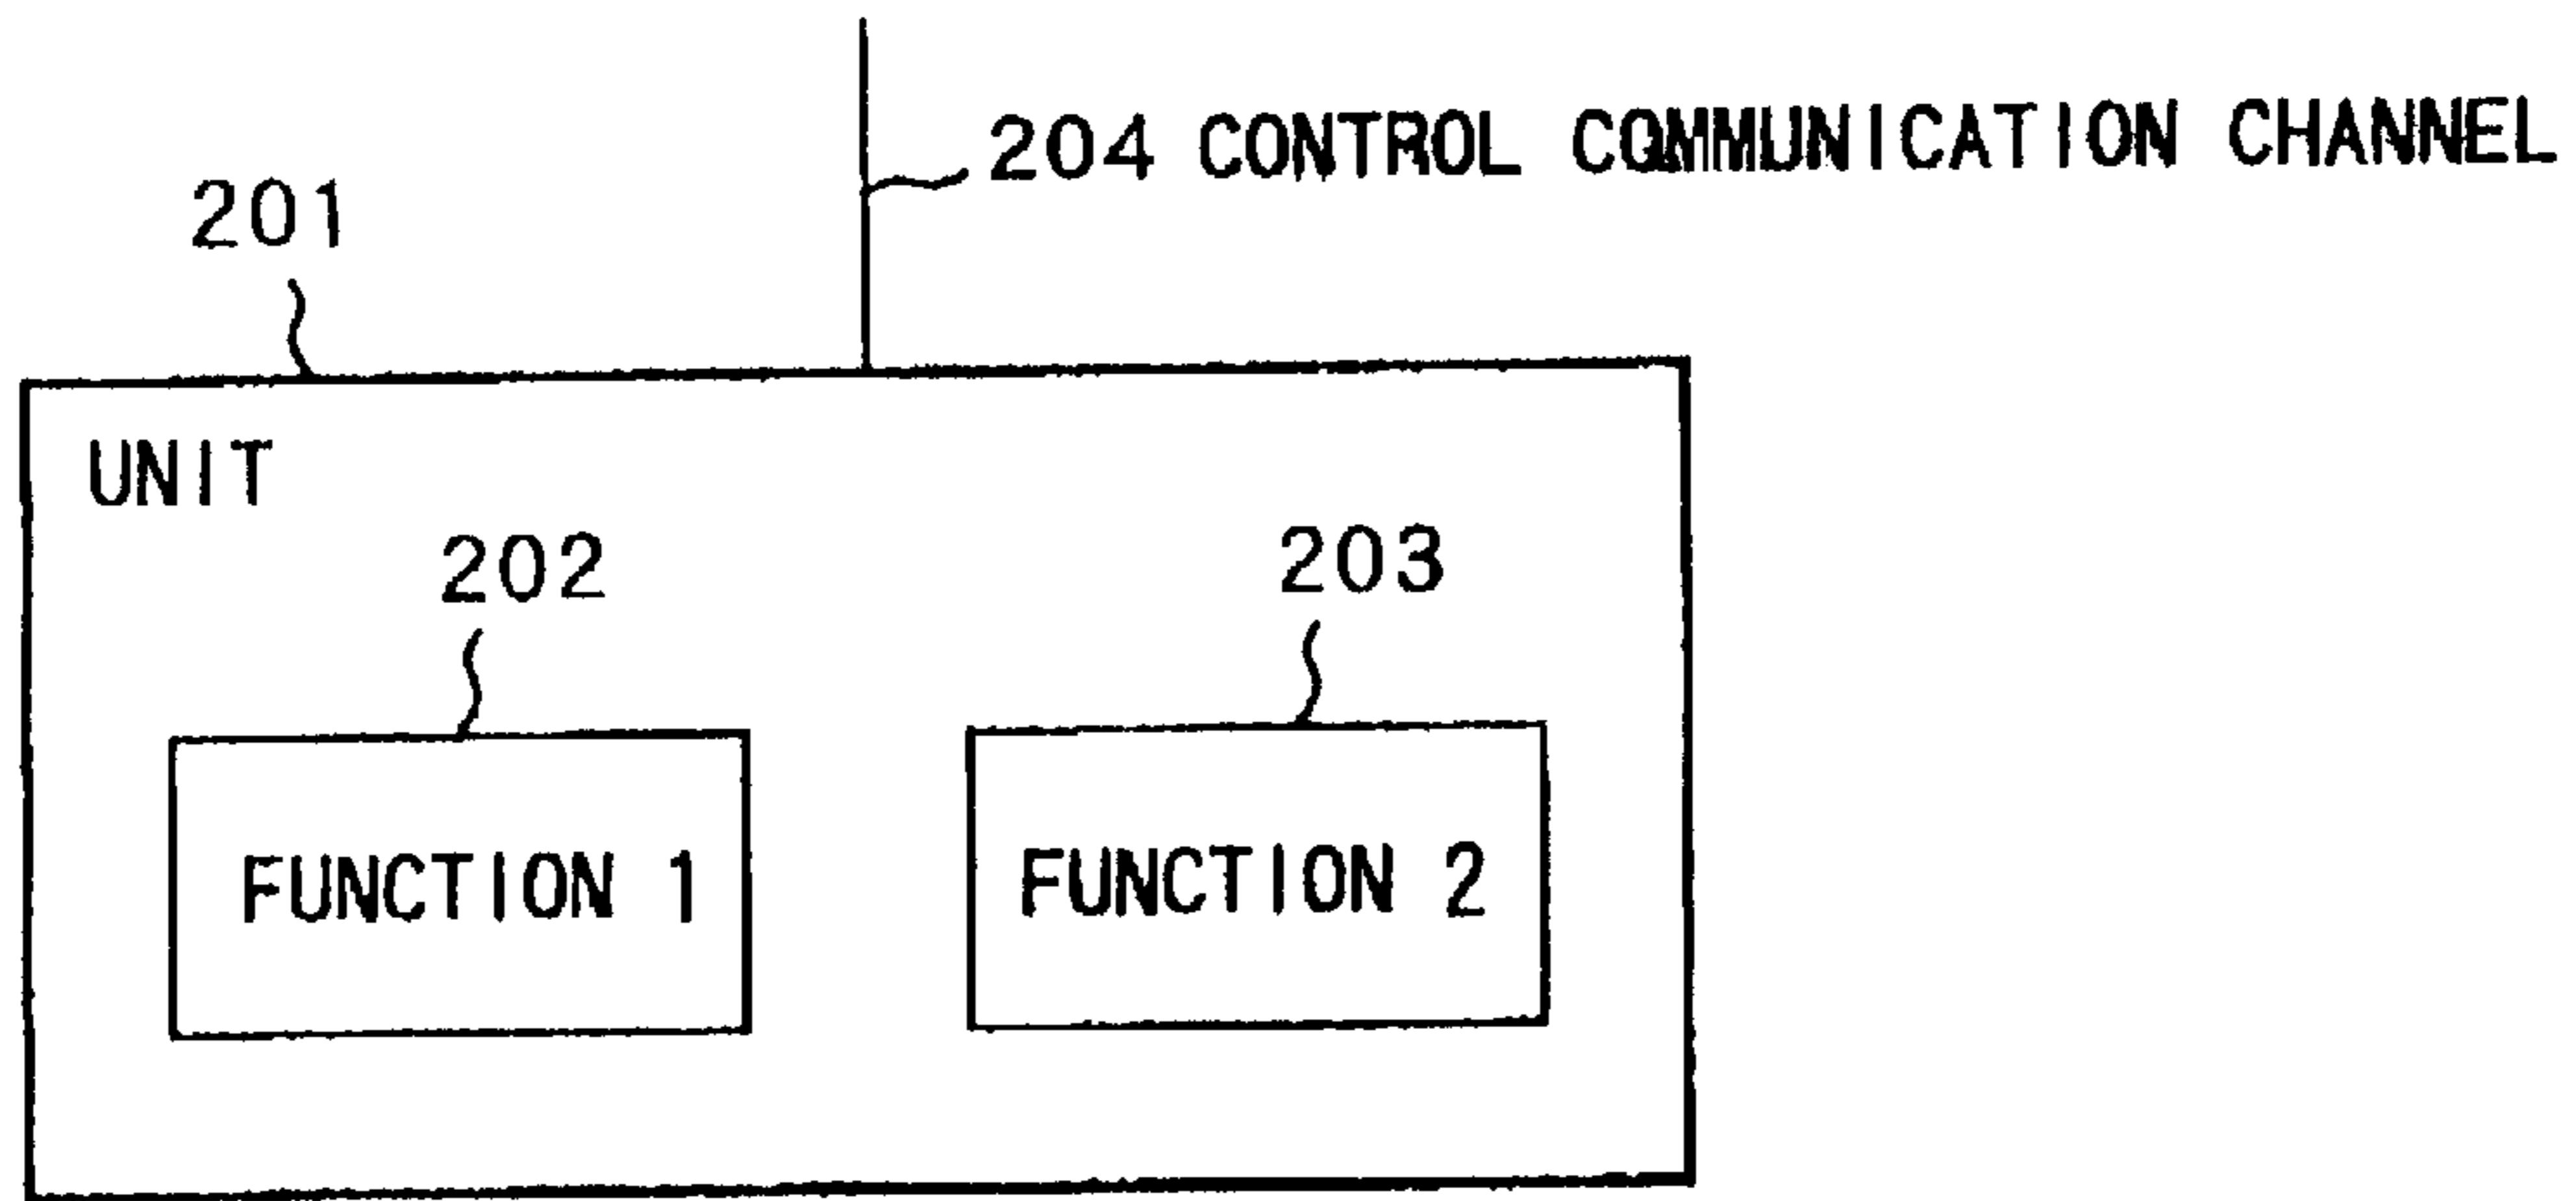 204 CONTROL COMMUNICATION CHANNEL
201
UNIT
202
203
FUNCTION 1
FUNCTION 2